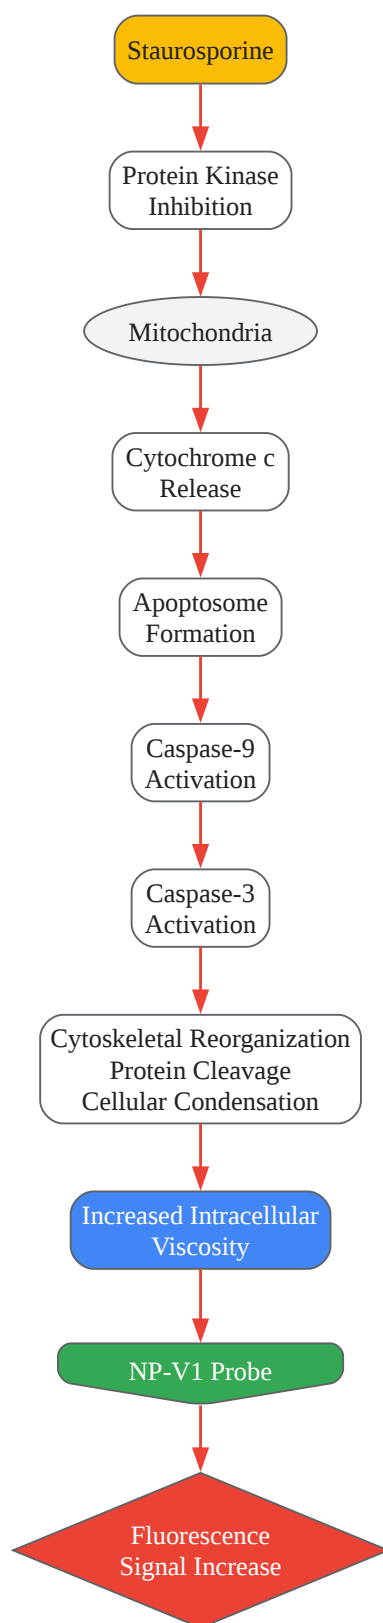 Staurosporine
Protein Kinase
Inhibition
Mitochondria
Cytochrome c
Release
Apoptosome
Formation
Caspase-9
Activation
Caspase-3
Activation
Cytoskeletal Reorganization
Protein Cleavage
Cellular Condensation
Increased Intracellular
Viscosity
NP-V1 Probe
Fluorescence
Signal Increase